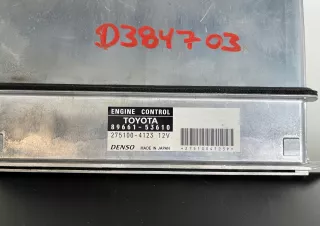 D384703
ENGINE CONTROL
TOYOTA
89661-53610
275100-4123 12V
DENSO MADE IN JAPAN